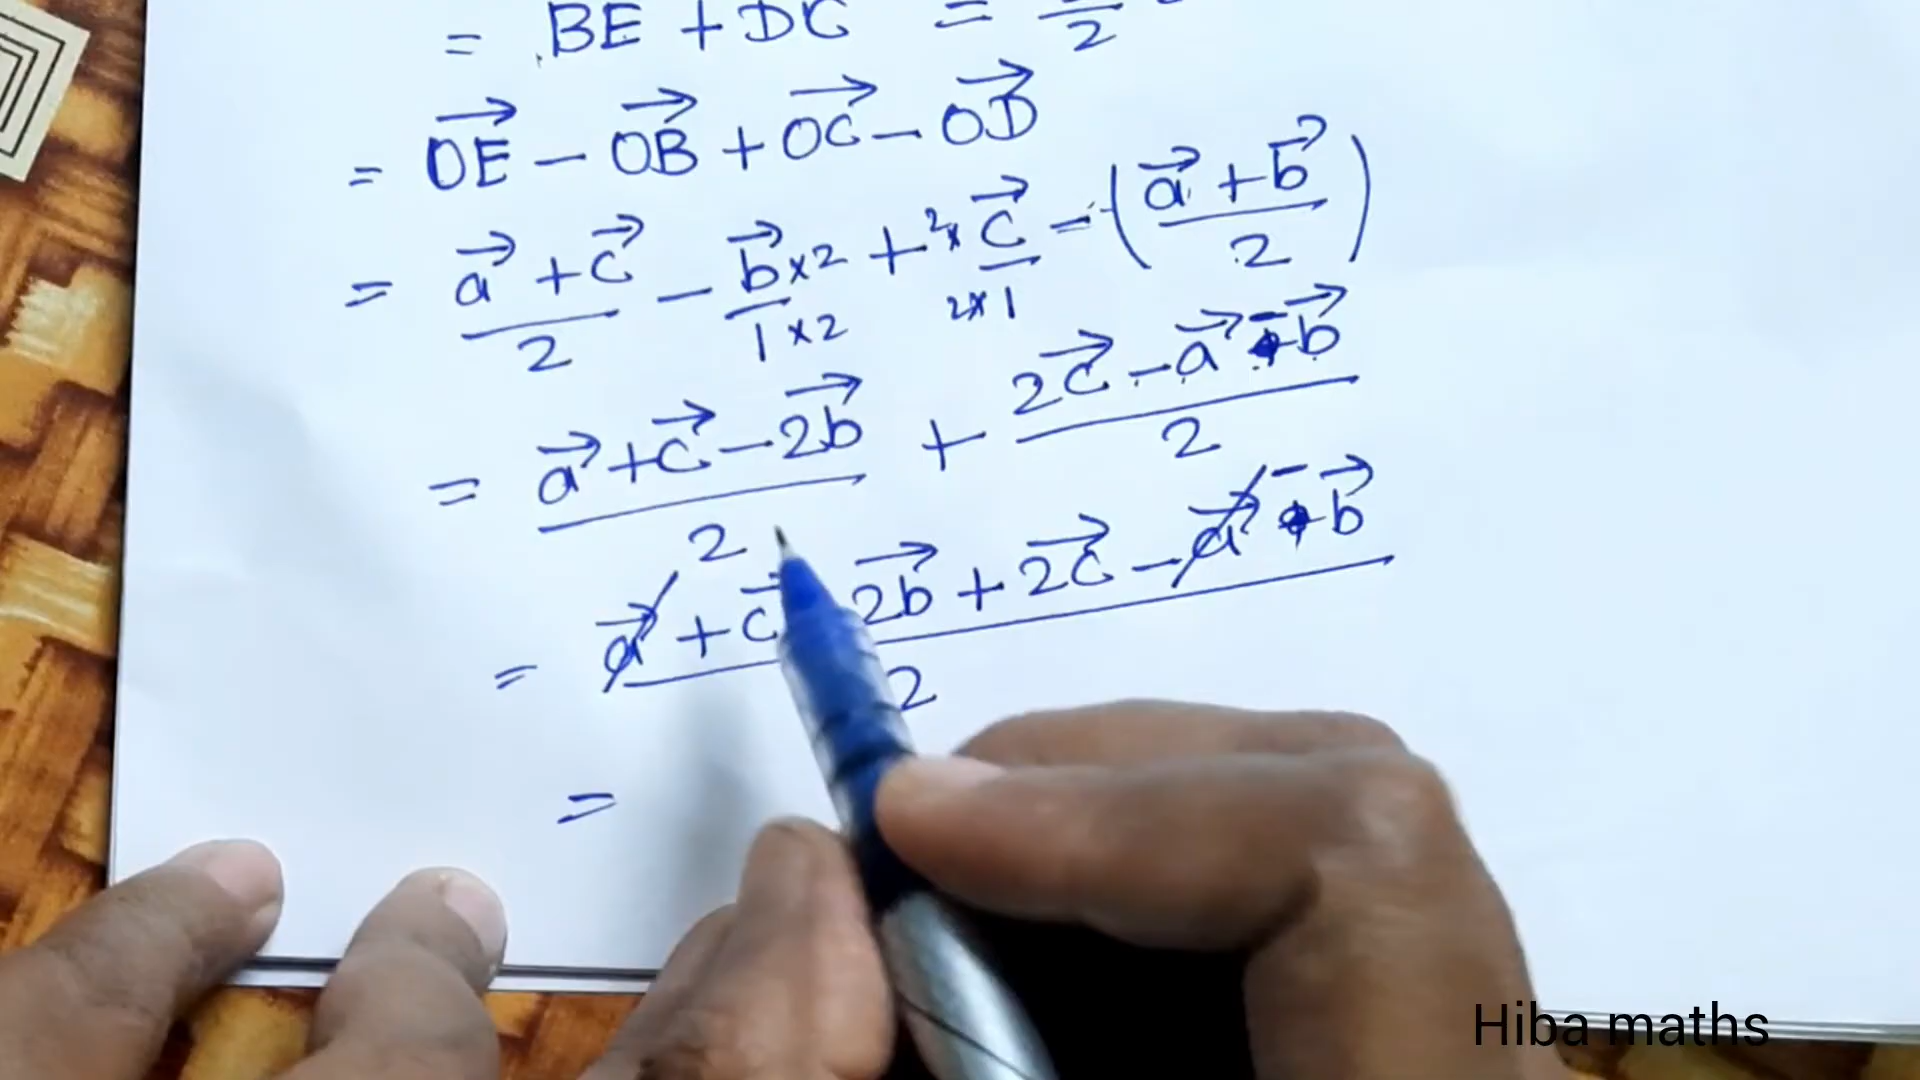 = BE + DC = /2
= OE→ − OB→ + OC→ − OD→
= (a→ + c→)/2 − (b→×2)/(1×2) + (2×c→)/(2×1) − ((a→ + b→)/2)
= (a→ + c→ − 2b→)/2 + (2c→ − a→ − b→)/2
= (a→ + c→ 2b→ + 2c→ − a→ − b→)/2
=
Hiba maths